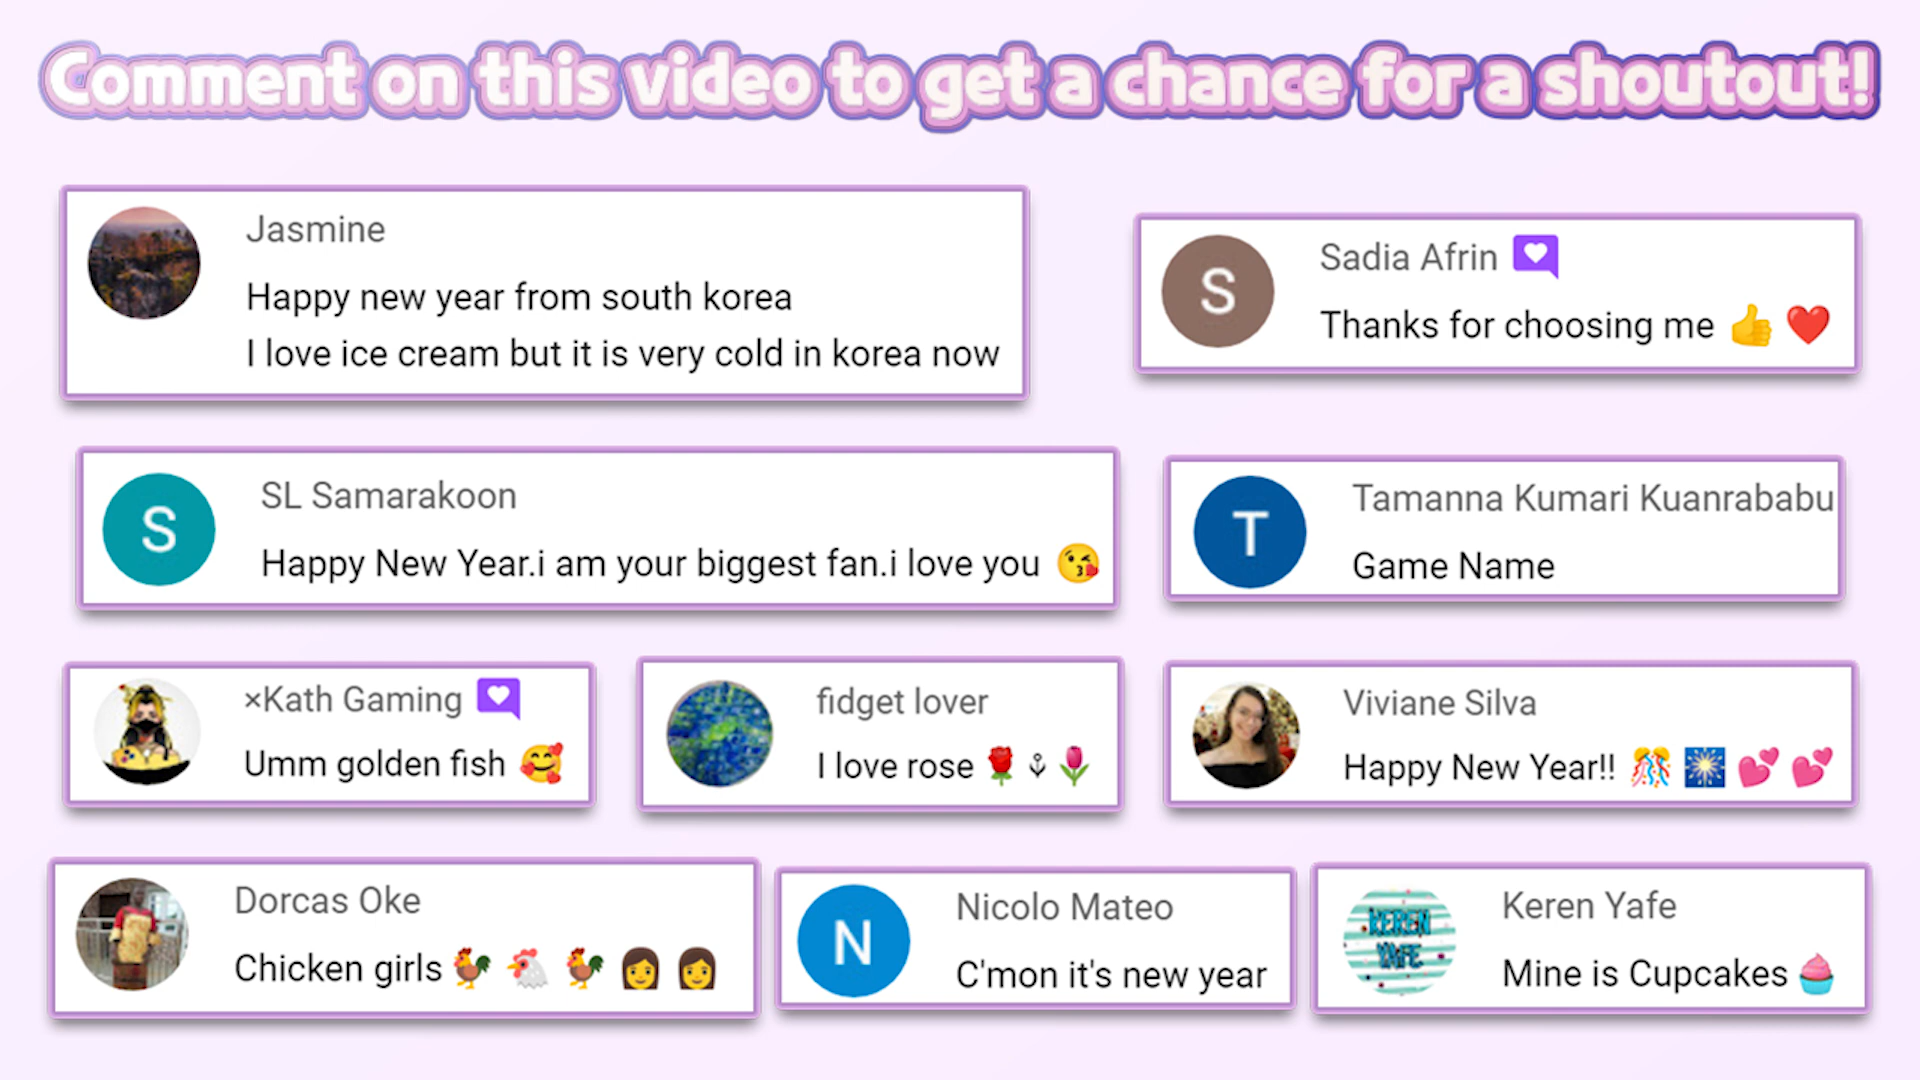 Comment on this video to get a chance for a shoutout!
Jasmine
Happy new year from south korea
I love ice cream but it is very cold in korea now
S
Sadia Afrin
Thanks for choosing me 👍 ❤️
S
SL Samarakoon
Happy New Year.i am your biggest fan.i love you 😘
T
Tamanna Kumari Kuanrababu
Game Name
×Kath Gaming
Umm golden fish 🥰
fidget lover
I love rose 🌹⚓🌷
Viviane Silva
Happy New Year!! 🎊 🎆 💕 💕
Dorcas Oke
Chicken girls 🐓 🐔 🐓 👩 👩
N
Nicolo Mateo
C'mon it's new year
KEREN
YAFE
Keren Yafe
Mine is Cupcakes 🧁